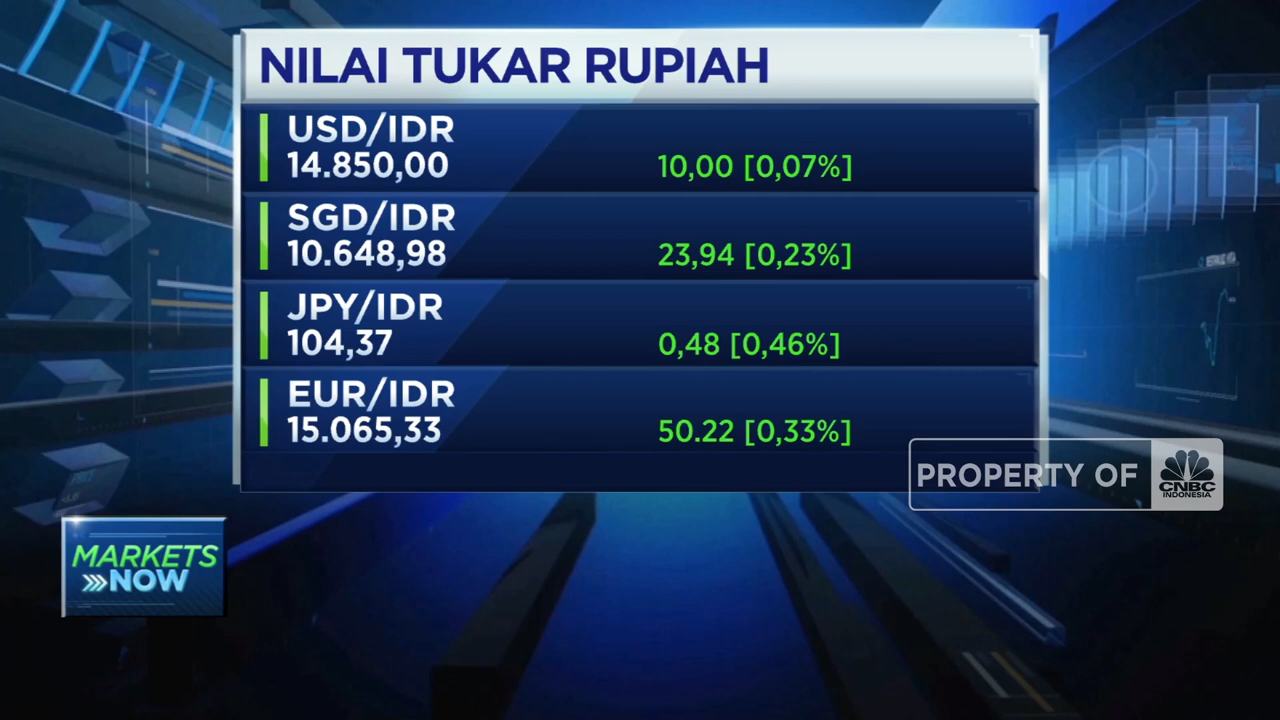 NILAI TUKAR RUPIAH
USD/IDR
14.850,00 10,00 [0,07%]
SGD/IDR
10.648,98 23,94 [0,23%]
JPY/IDR
104,37 0,48 [0,46%]
EUR/IDR
15.065,33 50.22 [0,33%]
PROPERTY OF
CNBC
INDONESIA
MARKETS
NOW